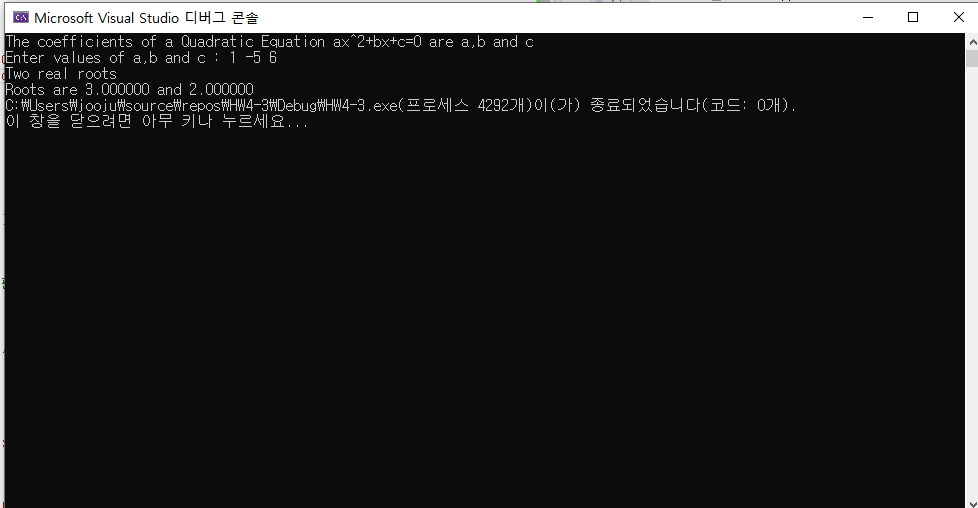 Microsoft Visual Studio 디버그 콘솔
The coefficients of a Quadratic Equation ax^2+bx+c=0 are a,b and c
Enter values of a,b and c : 1 -5 6
Two real roots
Roots are 3.000000 and 2.000000
C:₩Users₩jooju₩source₩repos₩HW4-3₩Debug₩HW4-3.exe(프로세스 4292개)이(가) 종료되었습니다(코드: 0개).
이 창을 닫으려면 아무 키나 누르세요...